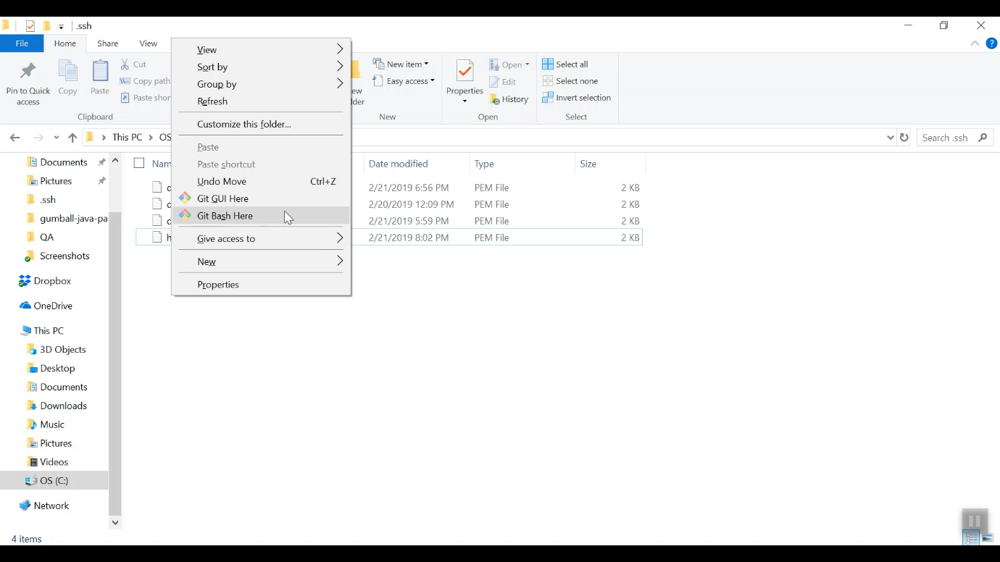 .ssh
File Home Share View
Pin to Quick access
Copy
Paste
Cut
Copy path
Paste shor
Clipboard
New item
Easy access
New
Properties
Open
Edit
History
Open
Select all
Select none
Invert selection
Select
This PC OS
Search .ssh
Documents
Pictures
.ssh
gumball-java-pa
QA
Screenshots
Dropbox
OneDrive
This PC
3D Objects
Desktop
Documents
Downloads
Music
Pictures
Videos
OS (C:)
Network
4 items
View
Sort by
Group by
Refresh
Customize this folder...
Paste
Paste shortcut
Undo Move Ctrl+Z
Git GUI Here
Git Bash Here
Give access to
New
Properties
Date modified Type Size
2/21/2019 6:56 PM PEM File 2 KB
2/20/2019 12:09 PM PEM File 2 KB
2/21/2019 5:59 PM PEM File 2 KB
2/21/2019 8:02 PM PEM File 2 KB